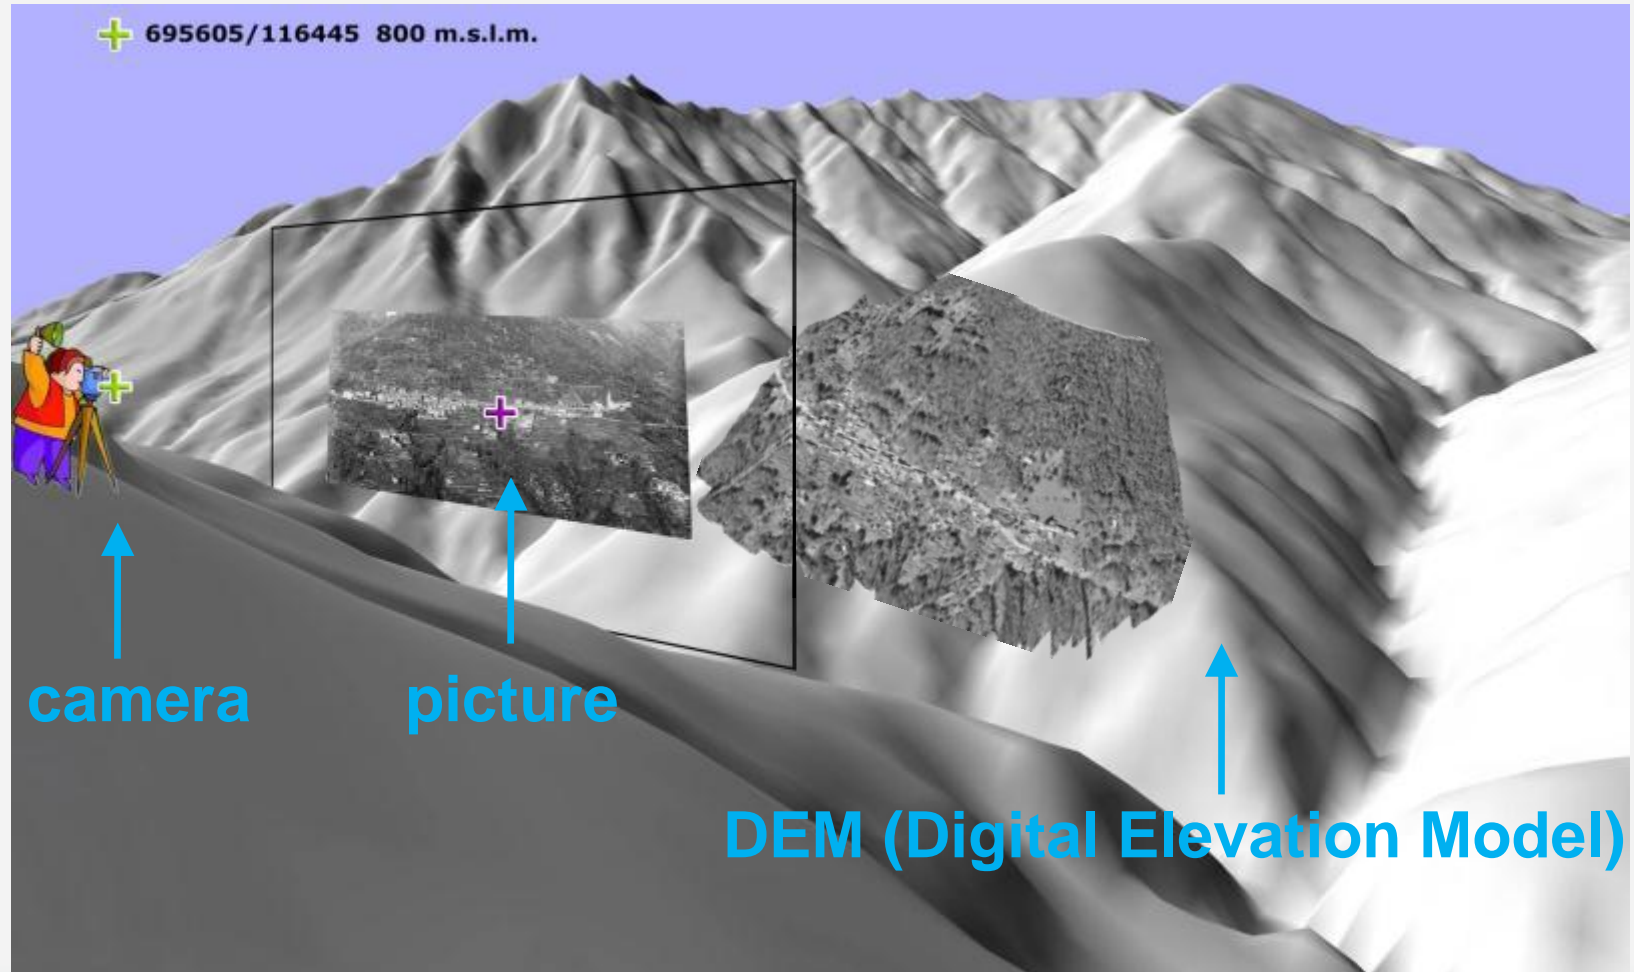 695605/116445 800 m.s.l.m.
camera
picture
DEM (Digital Elevation Model)